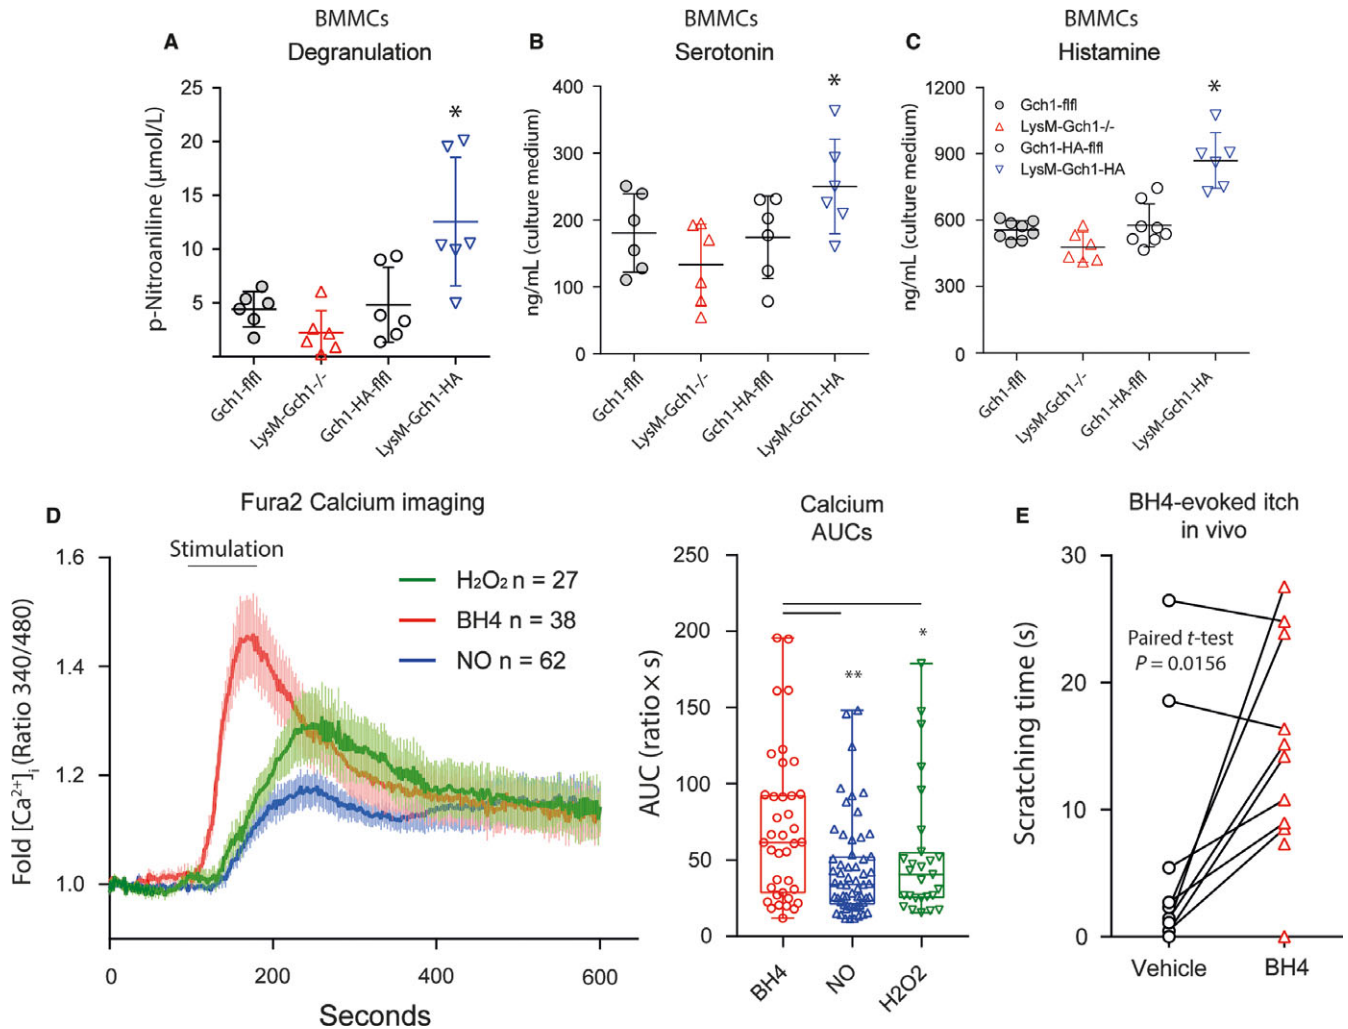 A
BMMCs
Degranulation
p-Nitroaniline (μmol/L)
25
20
15
10
5
*
Gch1-flfl
LysM-Gch1-/-
Gch1-HA-flfl
LysM-Gch1-HA
B
BMMCs
Serotonin
ng/mL (culture medium)
400
300
200
100
0
*
Gch1-flfl
LysM-Gch1-/-
Gch1-HA-flfl
LysM-Gch1-HA
C
BMMCs
Histamine
ng/mL (culture medium)
1200
900
600
300
0
Gch1-flfl
LysM-Gch1-/-
Gch1-HA-flfl
LysM-Gch1-HA
*
Gch1-flfl
LysM-Gch1-/-
Gch1-HA-flfl
LysM-Gch1-HA
D
Fura2 Calcium imaging
Stimulation
H₂O₂ n = 27
BH4 n = 38
NO n = 62
Fold [Ca²⁺]ᵢ (Ratio 340/480)
1.6
1.4
1.2
1.0
0
200
400
600
Seconds
Calcium
AUCs
AUC (ratio × s)
250
200
150
100
50
0
**
*
BH4
NO
H2O2
E
BH4-evoked itch
in vivo
Scratching time (s)
30
20
10
0
Paired t-test
P = 0.0156
Vehicle
BH4